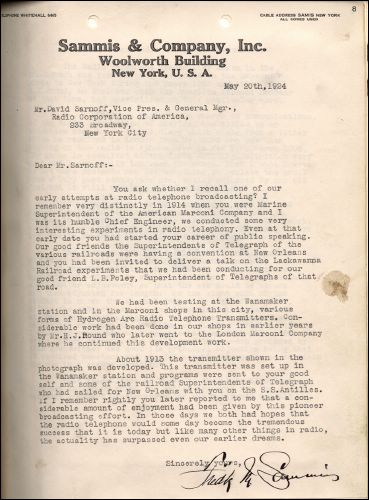 TELEPHONE WHITEHALL 6465
CABLE ADDRESS SAMIS NEW YORK
ALL CODES USED
8
Sammis & Company, Inc.
Woolworth Building
New York, U. S. A.
May 20th,1924
Mr.David Sarnoff,Vice Pres. & General Mgr.,
Radio Corporation of America,
233 Broadway,
New York City
Dear Mr.Sarnoff:-
You ask whether I recall one of our
early attempts at radio telephone broadcasting? I
remember very distinctly in 1914 when you were Marine
Superintendent of the American Marconi Company and I
was its humble Chief Engineer, we conducted some very
interesting experiments in radio telephony. Even at that
early date you had started your career of public speaking.
Our good friends the Superintendents of Telegraph of the
various railroads were having a convention at New Orleans
and you had been invited to deliver a talk on the Lackawanna
Railroad experiments that we had been conducting for our
good friend L.B.Foley, Superintendent of Telegraphs of that
road.
We had been testing at the Wanamaker
station and in the Marconi shops in this city, various
forms of Hydrogen Arc Radio Telephone Transmitters. Con-
siderable work had been done in our shops in earlier years
by Mr.H.J.Round who later went to the London Marconi Company
where he continued this development work.
About 1913 the transmitter shown in the
photograph was developed. This transmitter was set up in
the Wanamaker station and programs were sent to your good
self and some of the railroad Superintendents of Telegraph
who had sailed for New Orleans with you on the S.S.Antilles.
if I remember rightly you later reported to me that a con-
siderable amount of enjoyment had been given by this pioneer
broadcasting effort. In those days we both had hopes that
the radio telephone would some day become the tremendous
success that it is today but like many other things in radio,
the actuality has surpassed even our earlier dreams.
Sincerely yours,